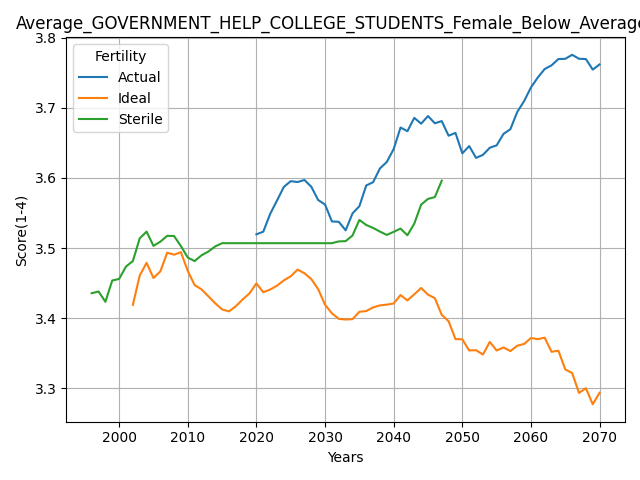 Average_GOVERNMENT_HELP_COLLEGE_STUDENTS_Female_Below_Average
3.8
3.7
3.6
3.5
3.4
3.3
Score(1-4)
Fertility
Actual
Ideal
Sterile
2000 2010 2020 2030 2040 2050 2060 2070
Years